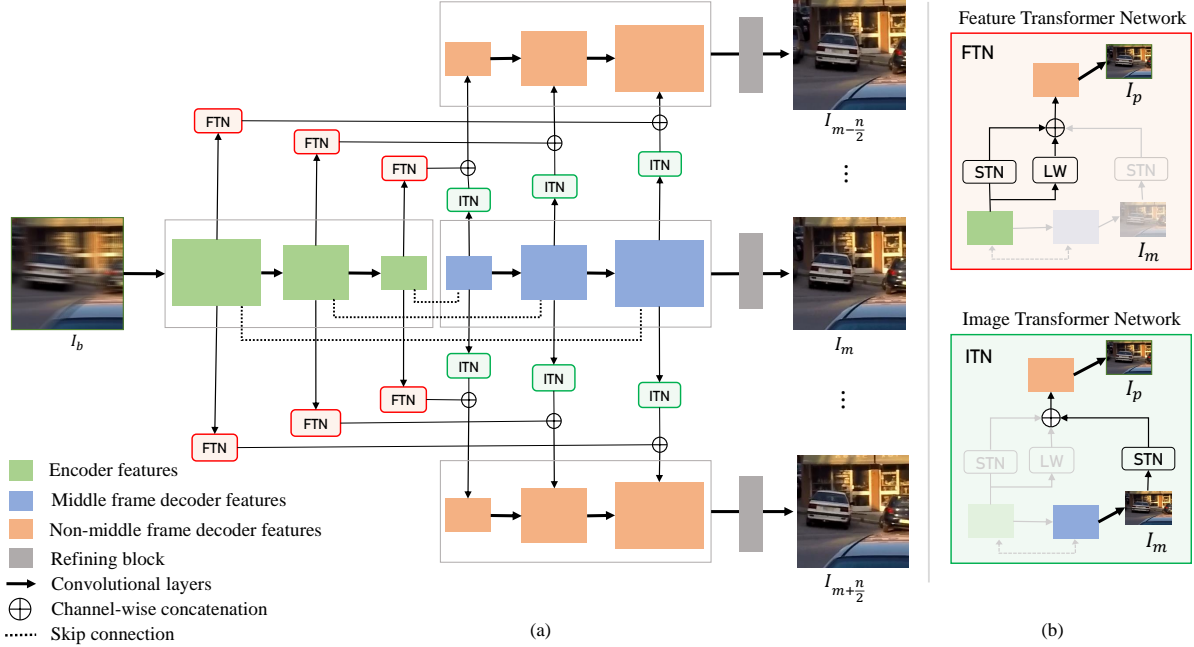 I_{m-\frac{n}{2}}
FTN
FTN
FTN
ITN
ITN
ITN
⋮
I_b
I_m
ITN
ITN
ITN
FTN
FTN
FTN
⋮
I_{m+\frac{n}{2}}
Encoder features
Middle frame decoder features
Non-middle frame decoder features
Refining block
Convolutional layers
Channel-wise concatenation
Skip connection
(a)
Feature Transformer Network
FTN
I_p
STN
LW
STN
I_m
Image Transformer Network
ITN
I_p
STN
LW
STN
I_m
(b)